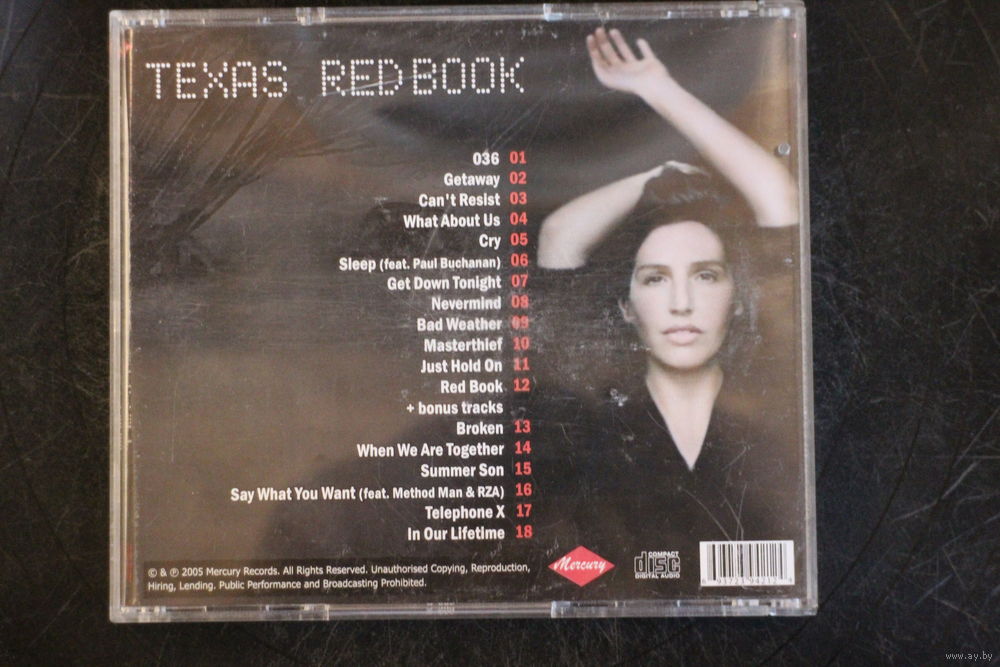 TEXAS RED BOOK
036 01
Getaway 02
Can't Resist 03
What About Us 04
Cry 05
Sleep (feat. Paul Buchanan) 06
Get Down Tonight 07
Nevermind 08
Bad Weather 09
Masterthief 10
Just Hold On 11
Red Book 12
+ bonus tracks
Broken 13
When We Are Together 14
Summer Son 15
Say What You Want (feat. Method Man & RZA) 16
Telephone X 17
In Our Lifetime 18
© & ℗ 2005 Mercury Records. All Rights Reserved. Unauthorised Copying, Reproduction,
Hiring, Lending. Public Performance and Broadcasting Prohibited.
Mercury
COMPACT
disc
DIGITAL AUDIO
www.ay.by